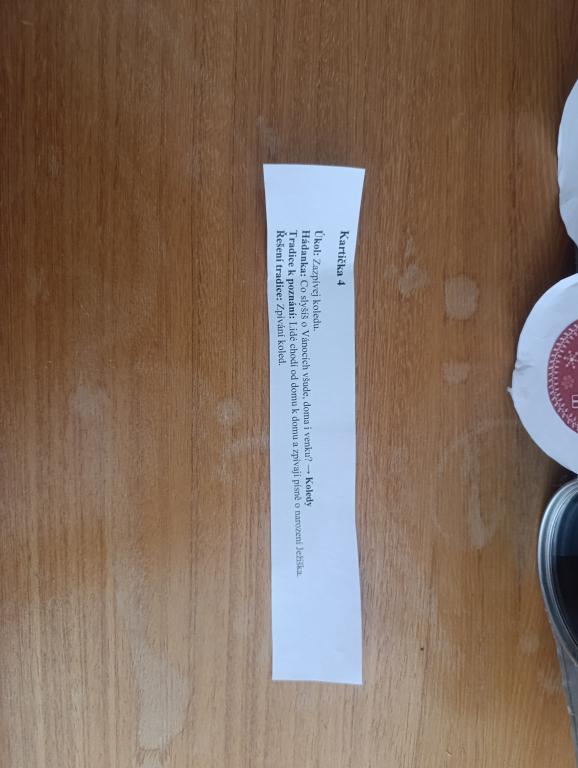 Kartička 4
Úkol: Zazpívej koledu.
Hádanka: Co slyšíš o Vánocích všude, doma i venku? → Koledy
Tradice k poznání: Lidé chodí od domu k domu a zpívají písně o narození Ježíška.
Řešení tradice: Zpívání koled.